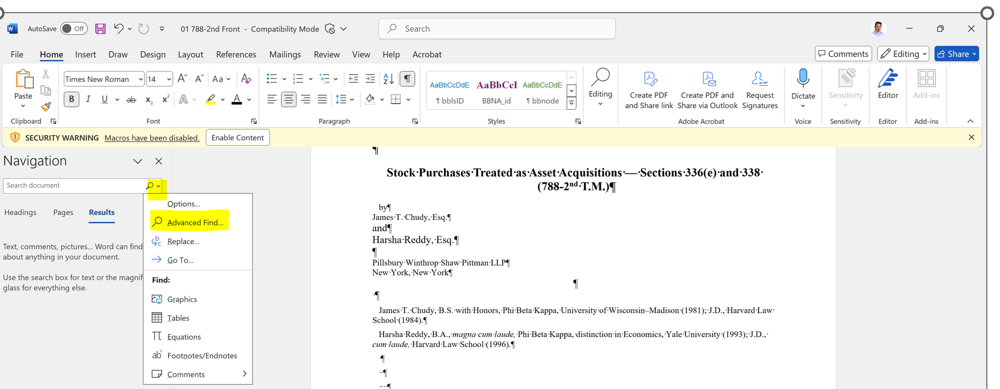 AutoSave Off 01 788-2nd Front - Compatibility Mode Search
File Home Insert Draw Design Layout References Mailings Review View Help Acrobat Comments Editing Share
Times New Roman 14 Aa
Paste B I U ab x2 x2 A A
AaBbCcDdE AaBbCcI AaBbCcDdE
¶ bblsID BBNA_id ¶ bbnode
Editing
Create PDF and Share link
Create PDF and Share via Outlook
Request Signatures
Dictate
Sensitivity
Editor
Add-ins
Clipboard Font Paragraph Styles Adobe Acrobat Voice Sensitivity Editor Add-ins
SECURITY WARNING Macros have been disabled. Enable Content
Navigation
Search document
Headings Pages Results
Text, comments, pictures... Word can find
about anything in your document.
Use the search box for text or the magnif
glass for everything else.
Options...
Advanced Find...
Replace...
Go To...
Find:
Graphics
Tables
Equations
Footnotes/Endnotes
Comments
¶
Stock·Purchases·Treated·as·Asset·Acquisitions·—·Sections·336(e)·and·338·
(788-2nd·T.M.)¶
by¶
James·T.·Chudy,·Esq.¶
and¶
Harsha·Reddy,·Esq.¶
¶
Pillsbury·Winthrop·Shaw·Pittman·LLP¶
New·York,·New·York¶
¶
·¶
James·T.·Chudy,·B.S.·with·Honors,·Phi·Beta·Kappa,·University·of·Wisconsin–Madison·(1981);·J.D.,·Harvard·Law·
School·(1984).¶
Harsha·Reddy,·B.A.,·magna·cum·laude,·Phi·Beta·Kappa,·distinction·in·Economics,·Yale·University·(1993);·J.D.,·
cum·laude,·Harvard·Law·School·(1996).¶
·¶
··¶
····¶